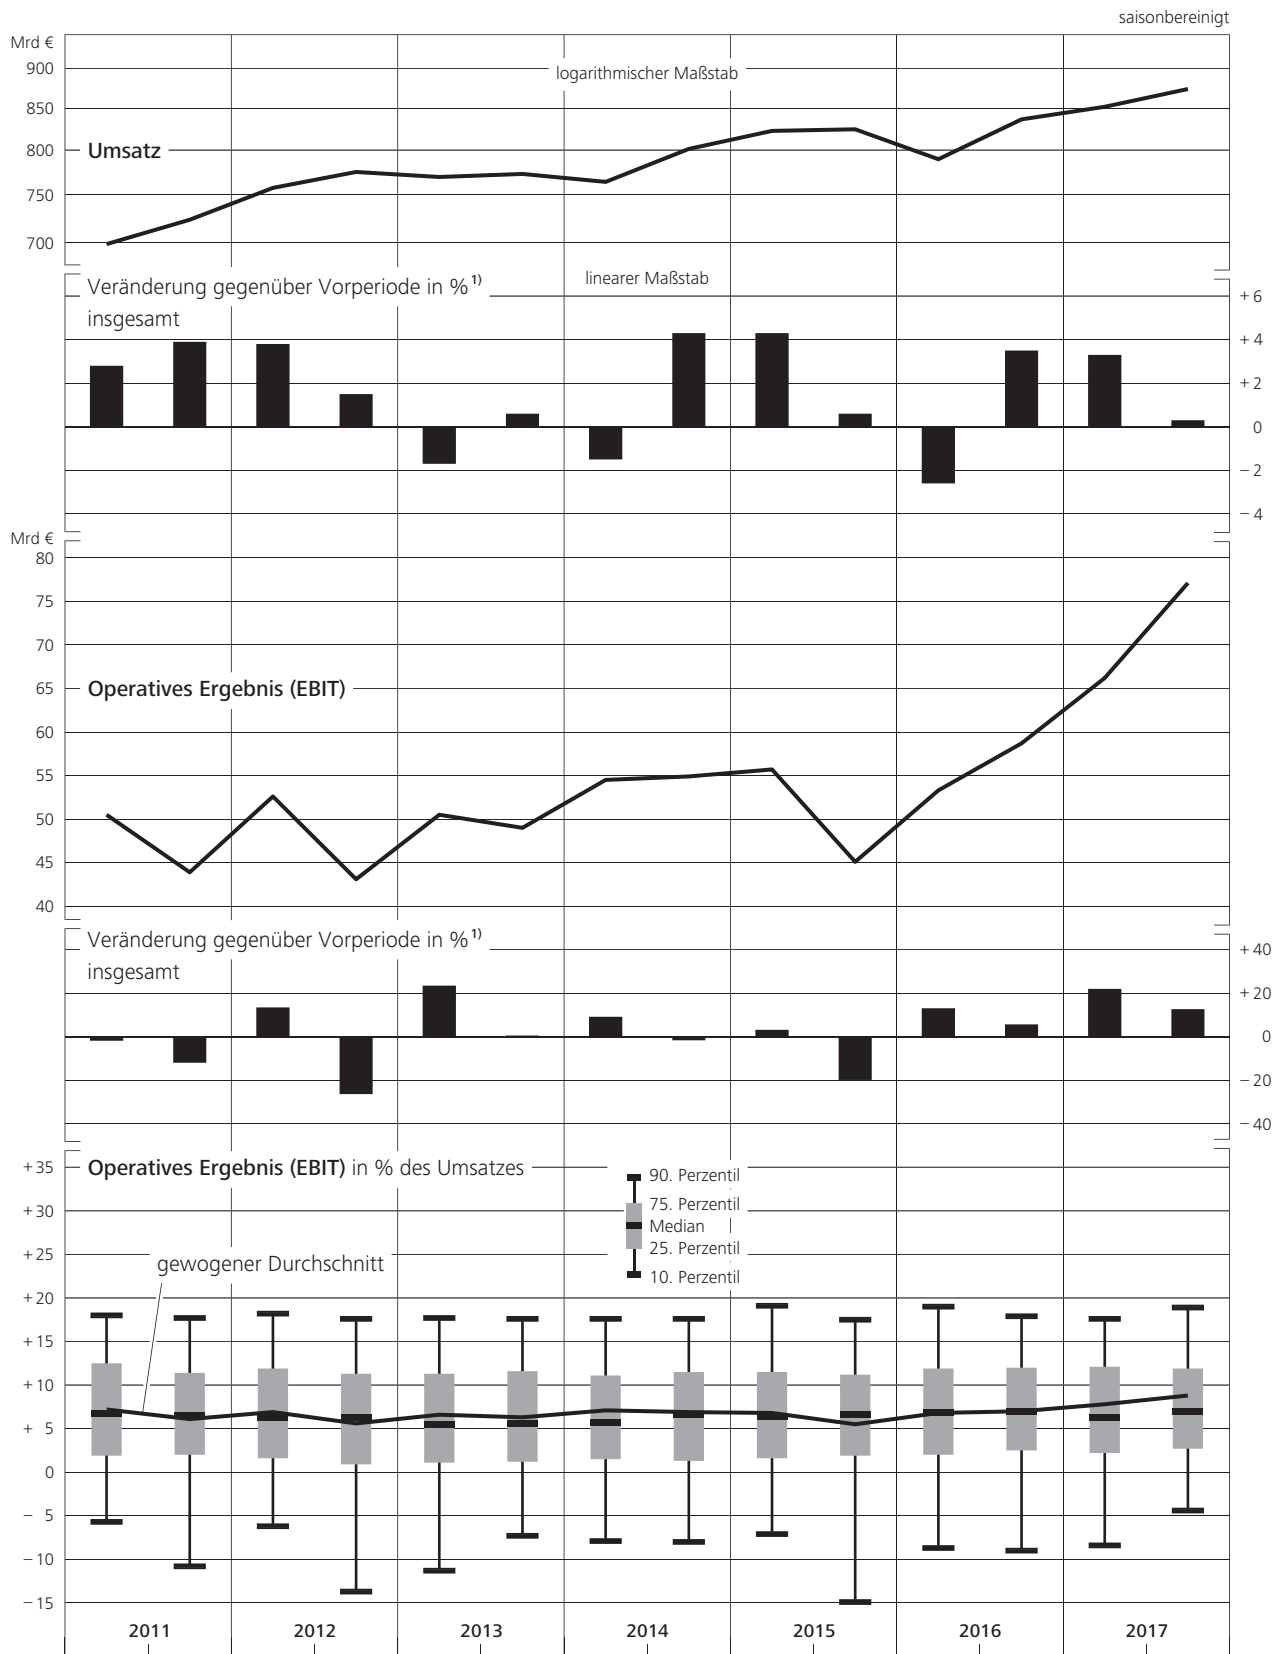 saisonbereinigt
Mrd €
logarithmischer Maßstab
900
850
800
Umsatz
750
700
linearer Maßstab
Veränderung gegenüber Vorperiode in % 1)
insgesamt
+ 6
+ 4
+ 2
0
− 2
− 4
Mrd €
80
75
70
65
Operatives Ergebnis (EBIT)
60
55
50
45
40
Veränderung gegenüber Vorperiode in % 1)
insgesamt
+ 40
+ 20
0
− 20
− 40
+ 35
Operatives Ergebnis (EBIT) in % des Umsatzes
90. Perzentil
75. Perzentil
Median
25. Perzentil
10. Perzentil
+ 30
+ 25
gewogener Durchschnitt
+ 20
+ 15
+ 10
+ 5
0
− 5
− 10
− 15
2011 2012 2013 2014 2015 2016 2017